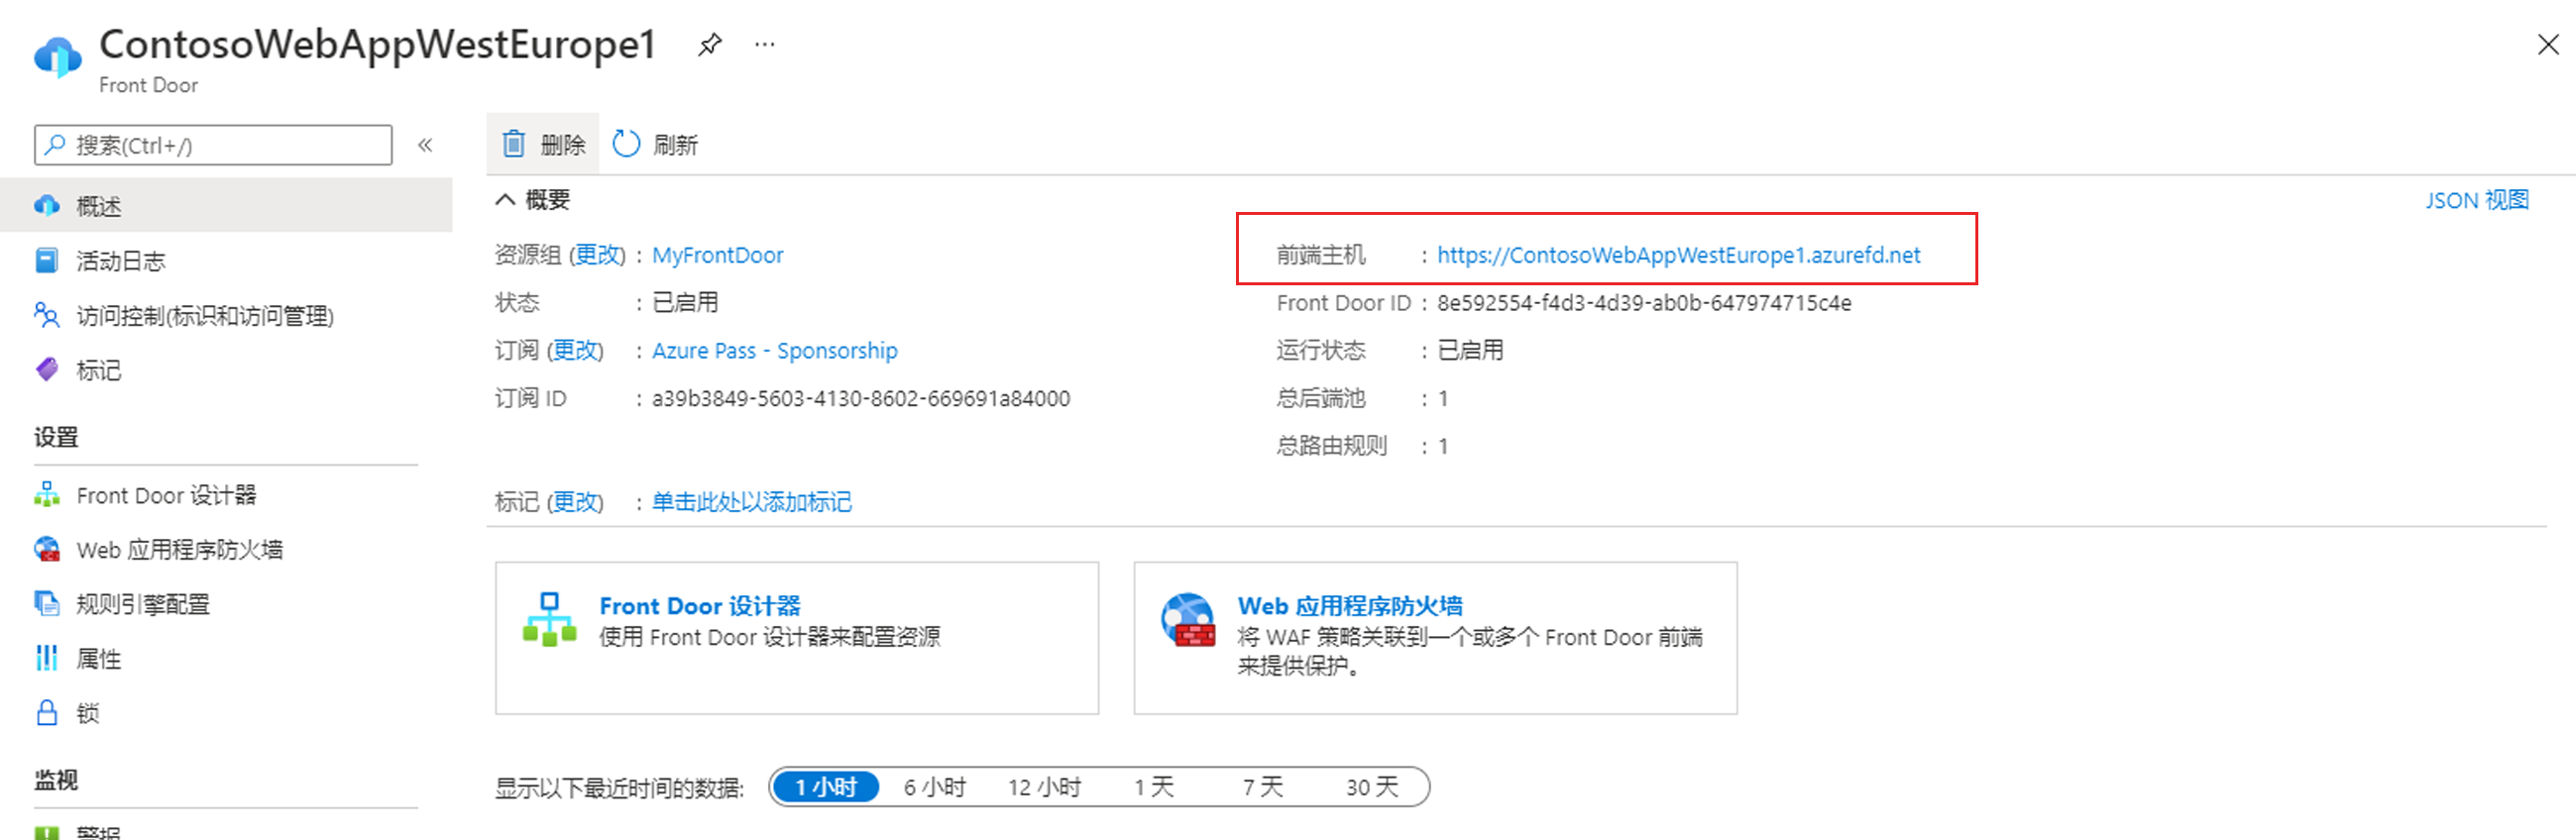 ContosoWebAppWestEurope1
Front Door
搜索(Ctrl+/)
«
概述
活动日志
访问控制(标识和访问管理)
标记
设置
Front Door 设计器
Web 应用程序防火墙
规则引擎配置
属性
锁
监视
警报
删除 刷新
概要
JSON 视图
资源组 (更改) : MyFrontDoor
状态 : 已启用
订阅 (更改) : Azure Pass - Sponsorship
订阅 ID : a39b3849-5603-4130-8602-669691a84000
前端主机 : https://ContosoWebAppWestEurope1.azurefd.net
Front Door ID : 8e592554-f4d3-4d39-ab0b-647974715c4e
运行状态 : 已启用
总后端池 : 1
总路由规则 : 1
标记 (更改) : 单击此处以添加标记
Front Door 设计器
使用 Front Door 设计器来配置资源
Web 应用程序防火墙
将 WAF 策略关联到一个或多个 Front Door 前端
来提供保护。
显示以下最近时间的数据: 1 小时 6 小时 12 小时 1 天 7 天 30 天